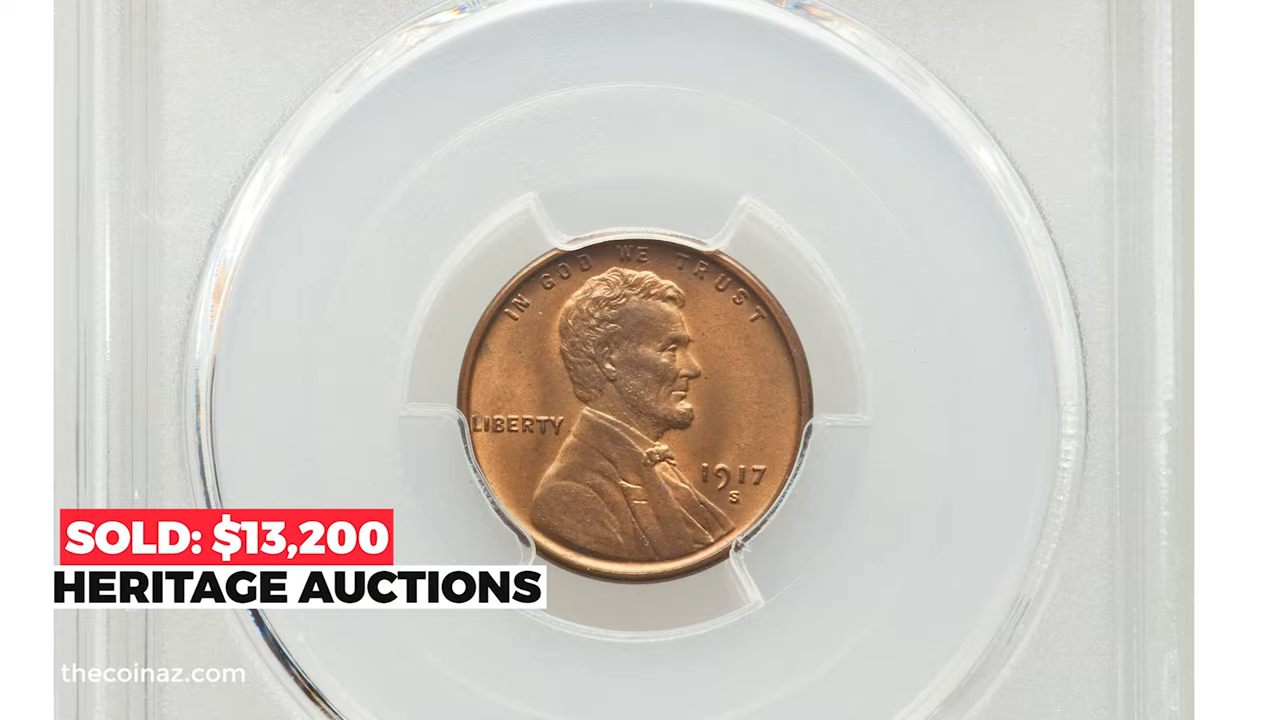 IN GOD WE TRUST
LIBERTY
1917
S
SOLD: $13,200
HERITAGE AUCTIONS
thecoinaz.com